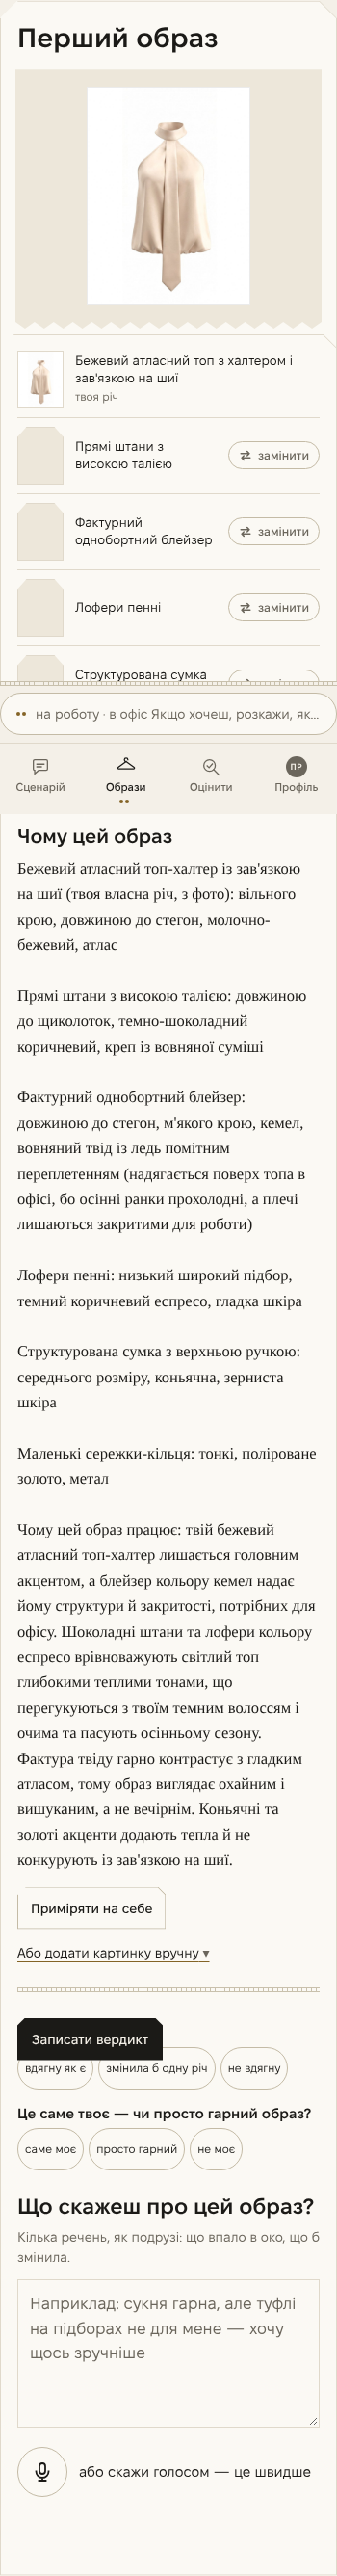 Перший образ
Бежевий атласний топ з халтером і
зав'язкою на шиї
твоя річ
Прямі штани з
високою талією
замінити
Фактурний
однобортний блейзер
замінити
Лофери пенні
замінити
Структурована сумка
на роботу · в офіс Якщо хочеш, розкажи, як...
Сценарій
Образи
Оцінити
ПР
Профіль
Чому цей образ
Бежевий атласний топ-халтер із зав'язкою
на шиї (твоя власна річ, з фото): вільного
крою, довжиною до стегон, молочно-
бежевий, атлас
Прямі штани з високою талією: довжиною
до щиколоток, темно-шоколадний
коричневий, креп із вовняної суміші
Фактурний однобортний блейзер:
довжиною до стегон, м'якого крою, кемел,
вовняний твід із ледь помітним
переплетенням (надягається поверх топа в
офісі, бо осінні ранки прохолодні, а плечі
лишаються закритими для роботи)
Лофери пенні: низький широкий підбор,
темний коричневий еспресо, гладка шкіра
Структурована сумка з верхньою ручкою:
середнього розміру, коньячна, зерниста
шкіра
Маленькі сережки-кільця: тонкі, поліроване
золото, метал
Чому цей образ працює: твій бежевий
атласний топ-халтер лишається головним
акцентом, а блейзер кольору кемел надає
йому структури й закритості, потрібних для
офісу. Шоколадні штани та лофери кольору
еспресо врівноважують світлий топ
глибокими теплими тонами, що
перегукуються з твоїм темним волоссям і
очима та пасують осінньому сезону.
Фактура твіду гарно контрастує з гладким
атласом, тому образ виглядає охайним і
вишуканим, а не вечірнім. Коньячні та
золоті акценти додають тепла й не
конкурують із зав'язкою на шиї.
Приміряти на себе
Або додати картинку вручну ▾
Записати вердикт
вдягну як є
змінила б одну річ
не вдягну
Це саме твоє — чи просто гарний образ?
саме моє
просто гарний
не моє
Що скажеш про цей образ?
Кілька речень, як подрузі: що впало в око, що б
змінила.
Наприклад: сукня гарна, але туфлі
на підборах не для мене — хочу
щось зручніше
або скажи голосом — це швидше